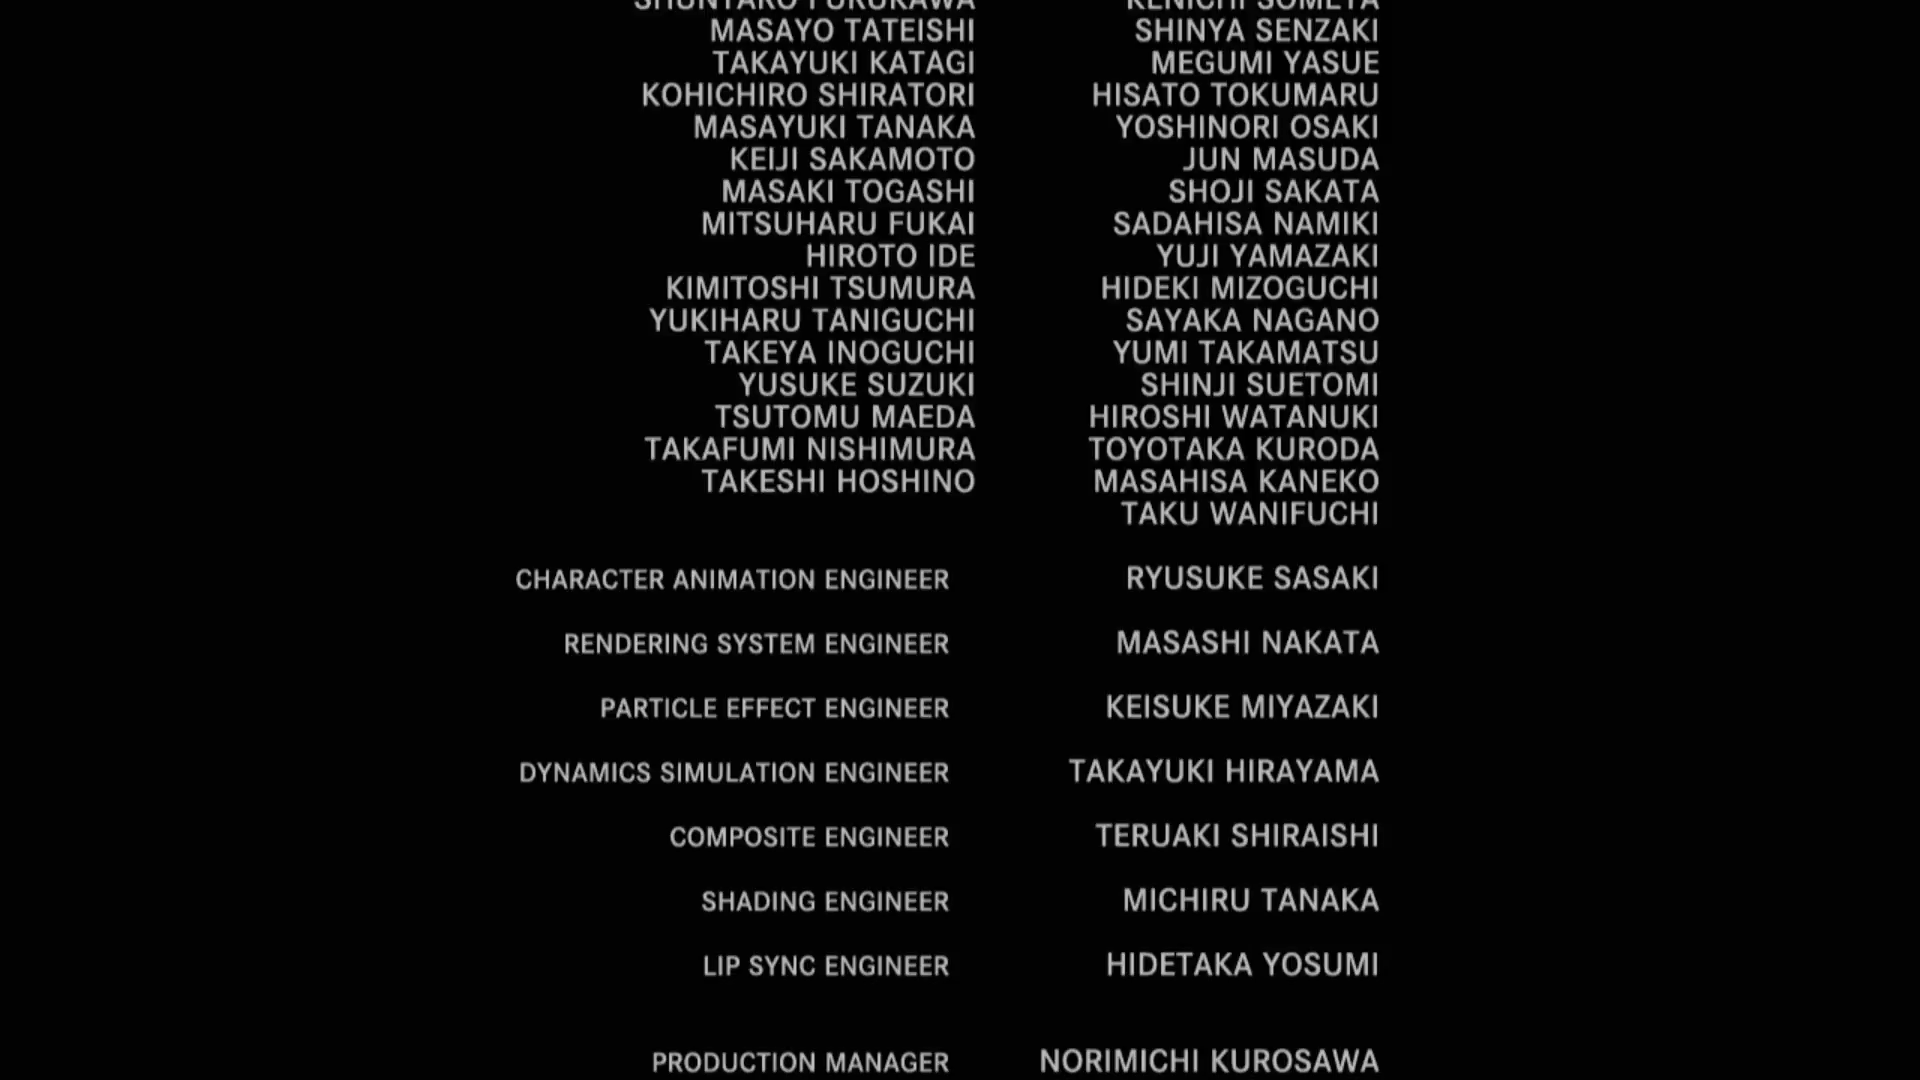 SHUNTARO FURUKAWA KENICHI SOMEYA
MASAYO TATEISHI SHINYA SENZAKI
TAKAYUKI KATAGI MEGUMI YASUE
KOHICHIRO SHIRATORI HISATO TOKUMARU
MASAYUKI TANAKA YOSHINORI OSAKI
KEIJI SAKAMOTO JUN MASUDA
MASAKI TOGASHI SHOJI SAKATA
MITSUHARU FUKAI SADAHISA NAMIKI
HIROTO IDE YUJI YAMAZAKI
KIMITOSHI TSUMURA HIDEKI MIZOGUCHI
YUKIHARU TANIGUCHI SAYAKA NAGANO
TAKEYA INOGUCHI YUMI TAKAMATSU
YUSUKE SUZUKI SHINJI SUETOMI
TSUTOMU MAEDA HIROSHI WATANUKI
TAKAFUMI NISHIMURA TOYOTAKA KURODA
TAKESHI HOSHINO MASAHISA KANEKO
TAKU WANIFUCHI
CHARACTER ANIMATION ENGINEER RYUSUKE SASAKI
RENDERING SYSTEM ENGINEER MASASHI NAKATA
PARTICLE EFFECT ENGINEER KEISUKE MIYAZAKI
DYNAMICS SIMULATION ENGINEER TAKAYUKI HIRAYAMA
COMPOSITE ENGINEER TERUAKI SHIRAISHI
SHADING ENGINEER MICHIRU TANAKA
LIP SYNC ENGINEER HIDETAKA YOSUMI
PRODUCTION MANAGER NORIMICHI KUROSAWA